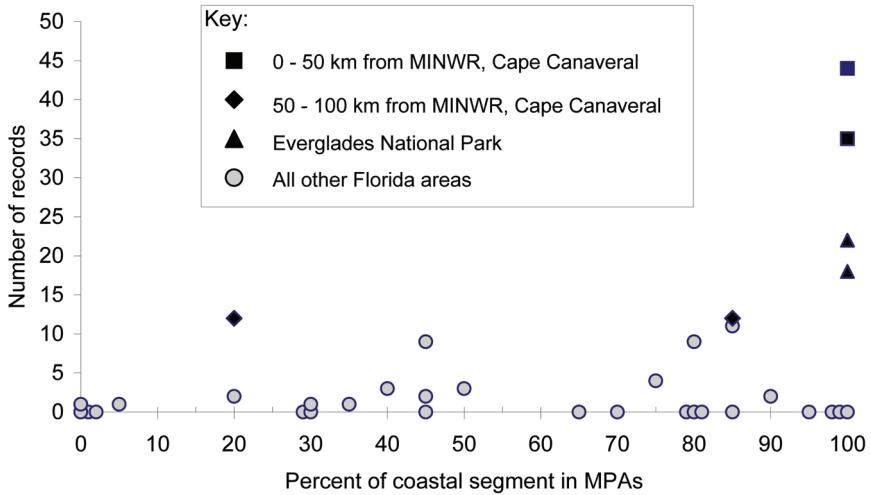 Key:
0 - 50 km from MINWR, Cape Canaveral
50 - 100 km from MINWR, Cape Canaveral
Everglades National Park
All other Florida areas
Number of records
50
45
40
35
30
25
20
15
10
5
0
0 10 20 30 40 50 60 70 80 90 100
Percent of coastal segment in MPAs